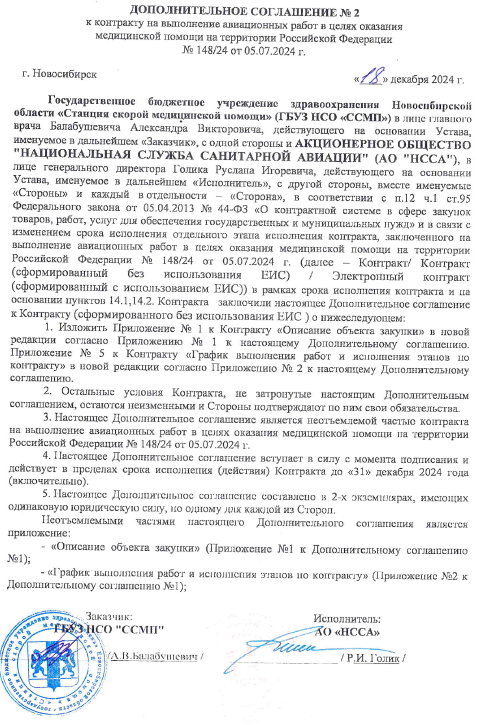 ДОПОЛНИТЕЛЬНОЕ СОГЛАШЕНИЕ № 2
к контракту на выполнение авиационных работ в целях оказания
медицинской помощи на территории Российской Федерации
№ 148/24 от 05.07.2024 г.
г. Новосибирск «18» декабря 2024 г.
Государственное бюджетное учреждение здравоохранения Новосибирской
области «Станция скорой медицинской помощи» (ГБУЗ НСО «ССМП») в лице главного
врача Балабушевича Александра Викторовича, действующего на основании Устава,
именуемое в дальнейшем «Заказчик», с одной стороны и АКЦИОНЕРНОЕ ОБЩЕСТВО
"НАЦИОНАЛЬНАЯ СЛУЖБА САНИТАРНОЙ АВИАЦИИ" (АО "НССА"), в
лице генерального директора Голика Руслана Игоревича, действующего на основании
Устава, именуемое в дальнейшем «Исполнитель», с другой стороны, вместе именуемые
«Стороны» и каждый в отдельности – «Сторона», в соответствии с п.12 ч.1 ст.95
Федерального закона от 05.04.2013 № 44-ФЗ «О контрактной системе в сфере закупок
товаров, работ, услуг для обеспечения государственных и муниципальных нужд» и в связи с
изменением срока исполнения отдельного этапа исполнения контракта, заключенного на
выполнение авиационных работ в целях оказания медицинской помощи на территории
Российской Федерации № 148/24 от 05.07.2024 г. (далее – Контракт/ Контракт
(сформированный без использования ЕИС) / Электронный контракт
(сформированный с использованием ЕИС)) в рамках срока исполнения контракта и на
основании пунктов 14.1,14.2. Контракта заключили настоящее Дополнительное соглашение
к Контракту (сформированного без использования ЕИС ) о нижеследующем:
1. Изложить Приложение № 1 к Контракту «Описание объекта закупки» в новой
редакции согласно Приложению № 1 к настоящему Дополнительному соглашению.
Приложение № 5 к Контракту «График выполнения работ и исполнения этапов по
контракту» в новой редакции согласно Приложению № 2 к настоящему Дополнительному
соглашению.
2. Остальные условия Контракта, не затронутые настоящим Дополнительным
соглашением, остаются неизменными и Стороны подтверждают по ним свои обязательства.
3. Настоящее Дополнительное соглашение является неотъемлемой частью контракта
на выполнение авиационных работ в целях оказания медицинской помощи на территории
Российской Федерации № 148/24 от 05.07.2024 г.
4. Настоящее Дополнительное соглашение вступает в силу с момента подписания и
действует в пределах срока исполнения (действия) Контракта до «31» декабря 2024 года
(включительно).
5. Настоящее Дополнительное соглашение составлено в 2-х экземплярах, имеющих
одинаковую юридическую силу, по одному для каждой из Сторон.
Неотъемлемыми частями настоящего Дополнительного соглашения является
приложение:
- «Описание объекта закупки» (Приложение №1 к Дополнительному соглашению
№1);
- «График выполнения работ и исполнения этапов по контракту» (Приложение №2 к
Дополнительному соглашению №1);
Заказчик: Исполнитель:
ГБУЗ НСО "ССМП" АО «НССА»
/А.В.Балабушевич / / Р.И. Голик /